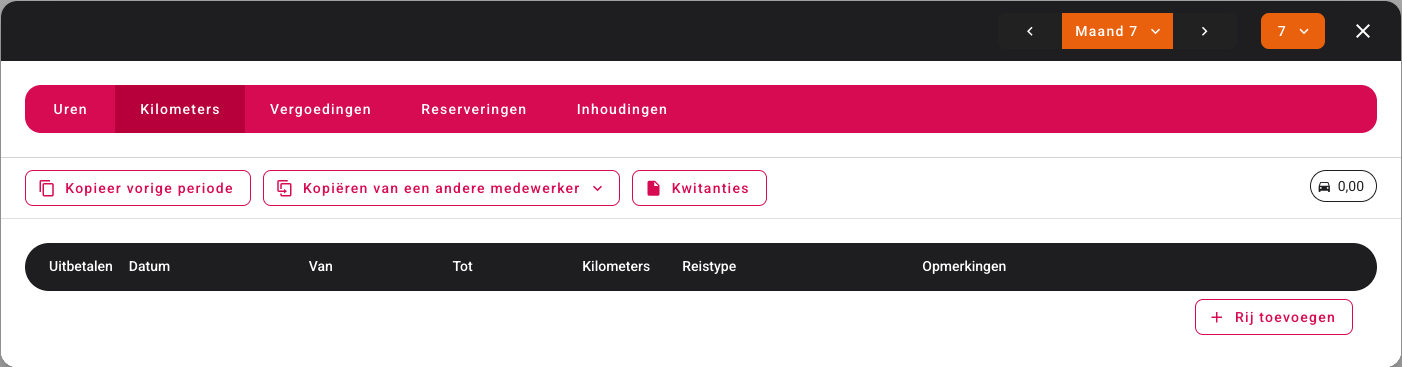 Maand 7
7
Uren Kilometers Vergoedingen Reserveringen Inhoudingen
Kopieer vorige periode Kopiëren van een andere medewerker Kwitanties 0,00
Uitbetalen Datum Van Tot Kilometers Reistype Opmerkingen
Rij toevoegen